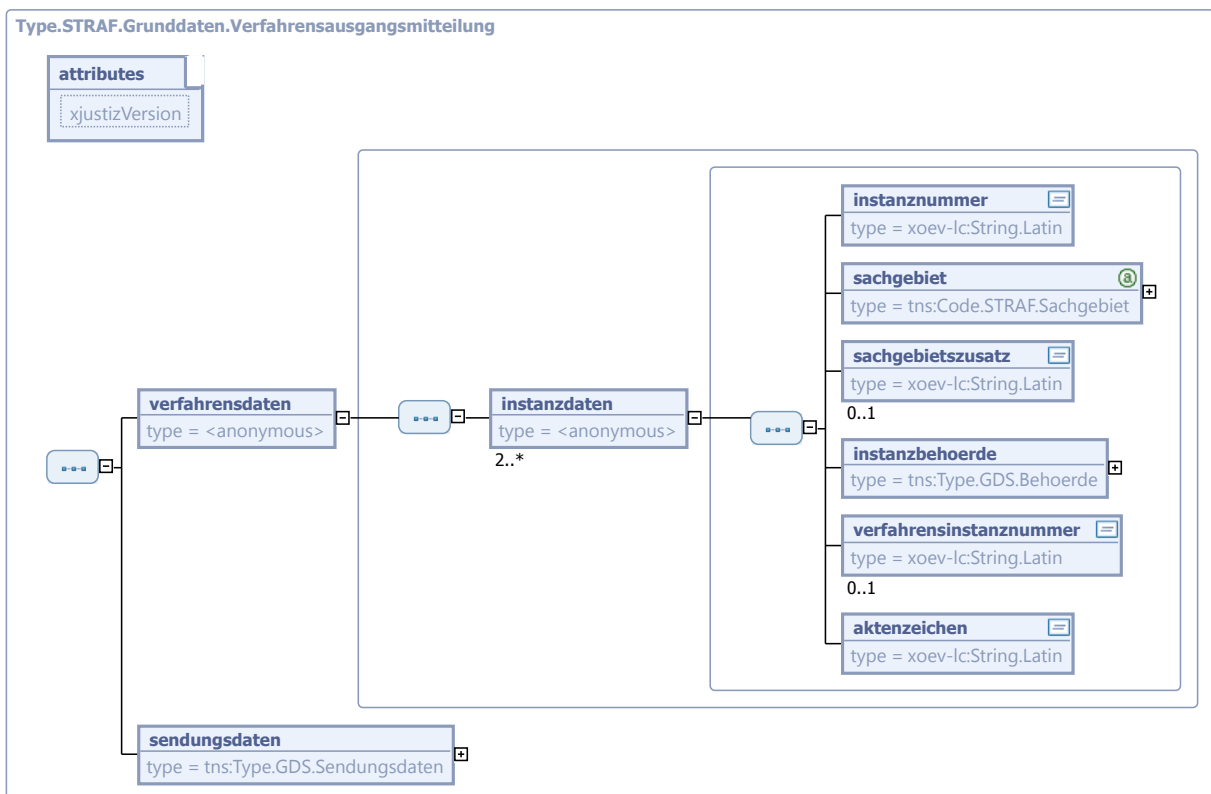 Type.STRAF.Grunddaten.Verfahrensausgangsmitteilung
attributes
xjustizVersion
verfahrensdaten
type = <anonymous>
instanzdaten
type = <anonymous>
2..*
instanznummer
type = xoev-lc:String.Latin
sachgebiet
type = tns:Code.STRAF.Sachgebiet
sachgebietszusatz
type = xoev-lc:String.Latin
0..1
instanzbehoerde
type = tns:Type.GDS.Behoerde
verfahrensinstanznummer
type = xoev-lc:String.Latin
0..1
aktenzeichen
type = xoev-lc:String.Latin
sendungsdaten
type = tns:Type.GDS.Sendungsdaten